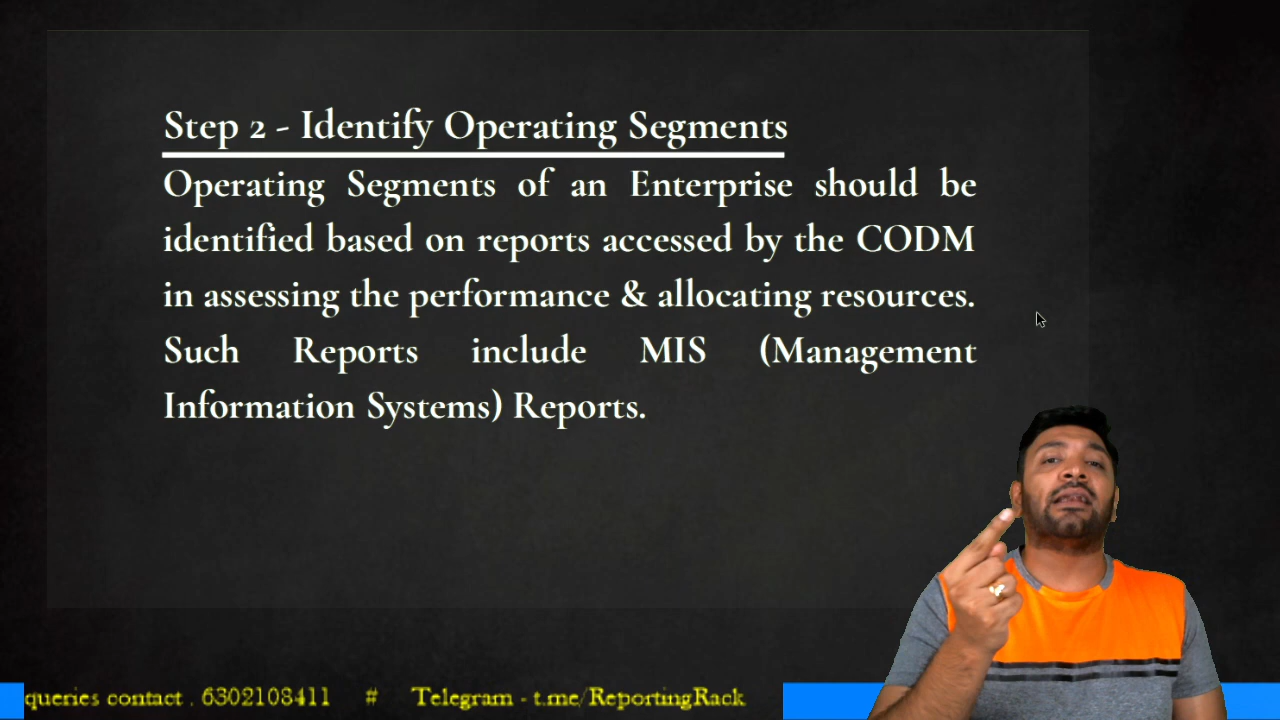 Step 2 - Identify Operating Segments
Operating Segments of an Enterprise should be
identified based on reports accessed by the CODM
in assessing the performance & allocating resources.
Such Reports include MIS (Management
Information Systems) Reports.
queries contact . 6302108411 # Telegram - t.me/ReportingRack